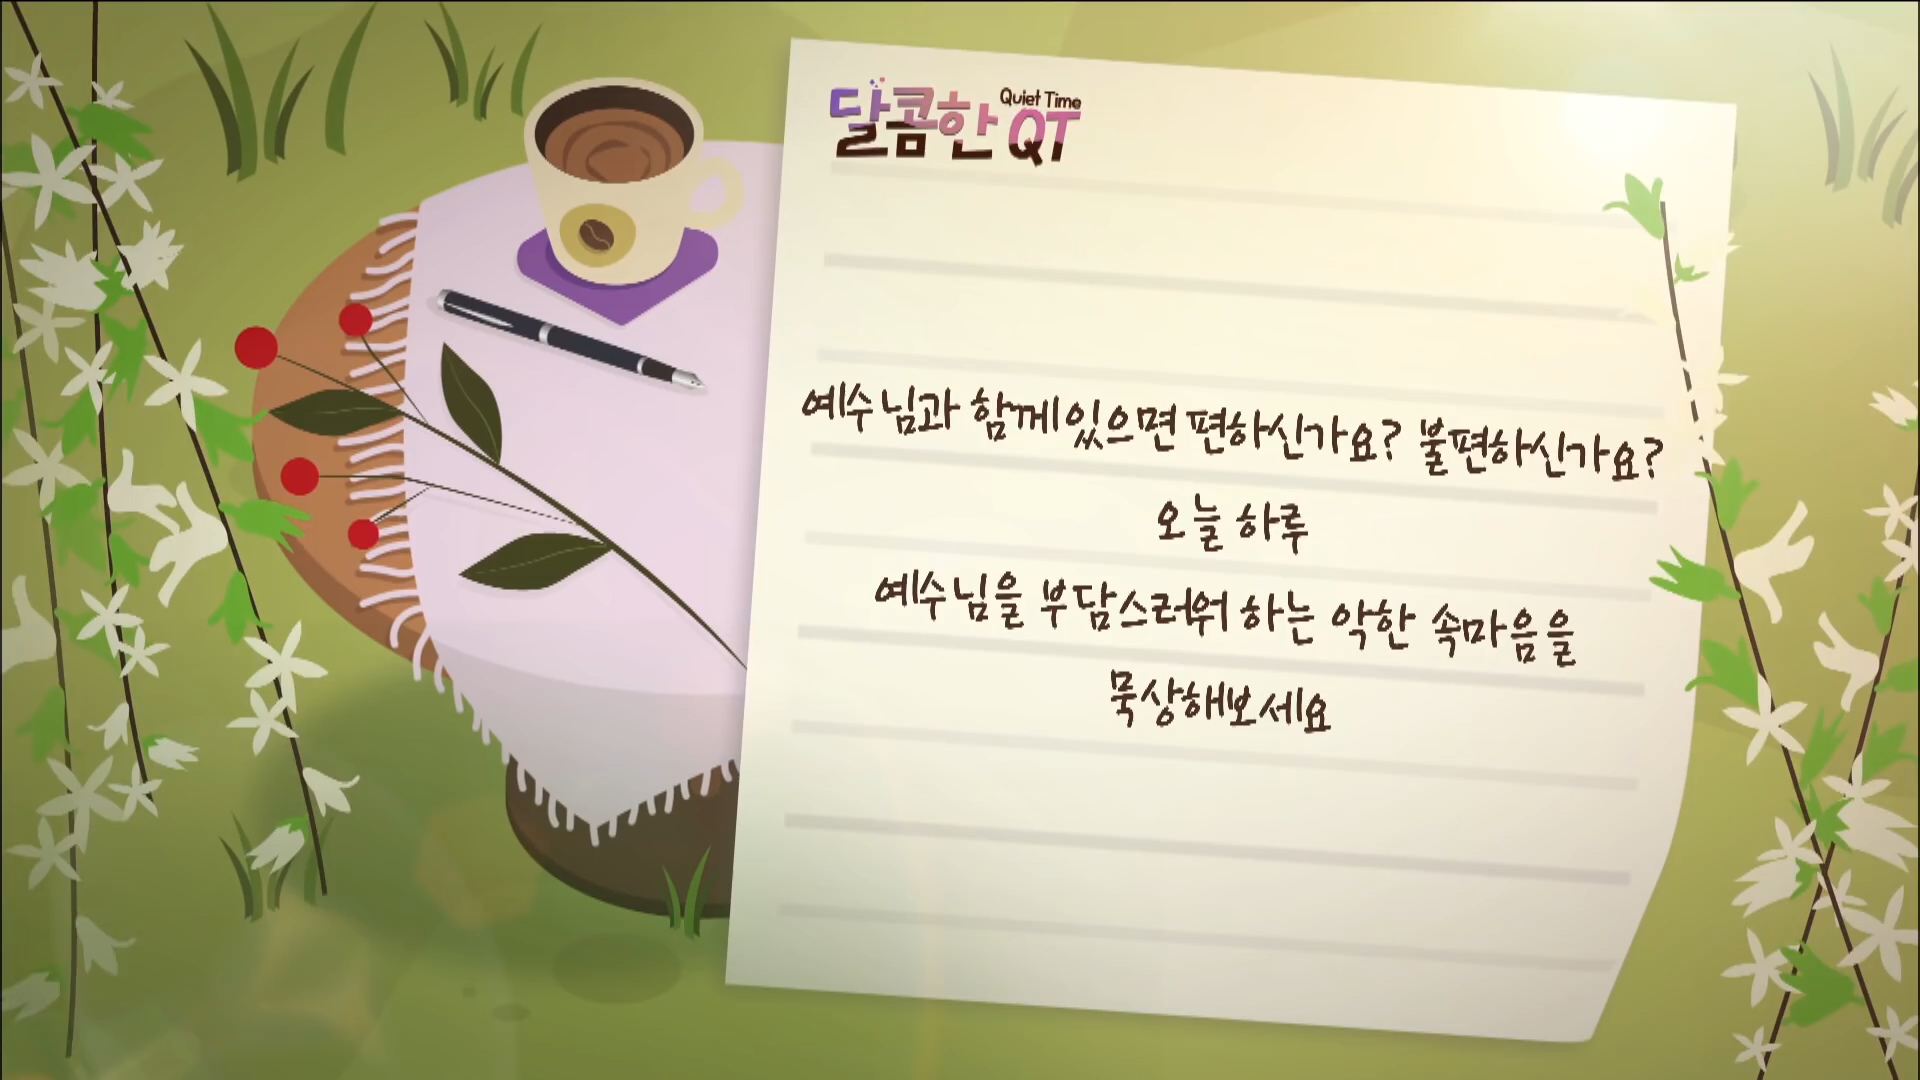 달콤한 QT
Quiet Time
예수님과 함께있으면 편하신가요? 불편하신가요?
오늘 하루
예수님을 부담스러워 하는 악한 속마음을
묵상해보세요